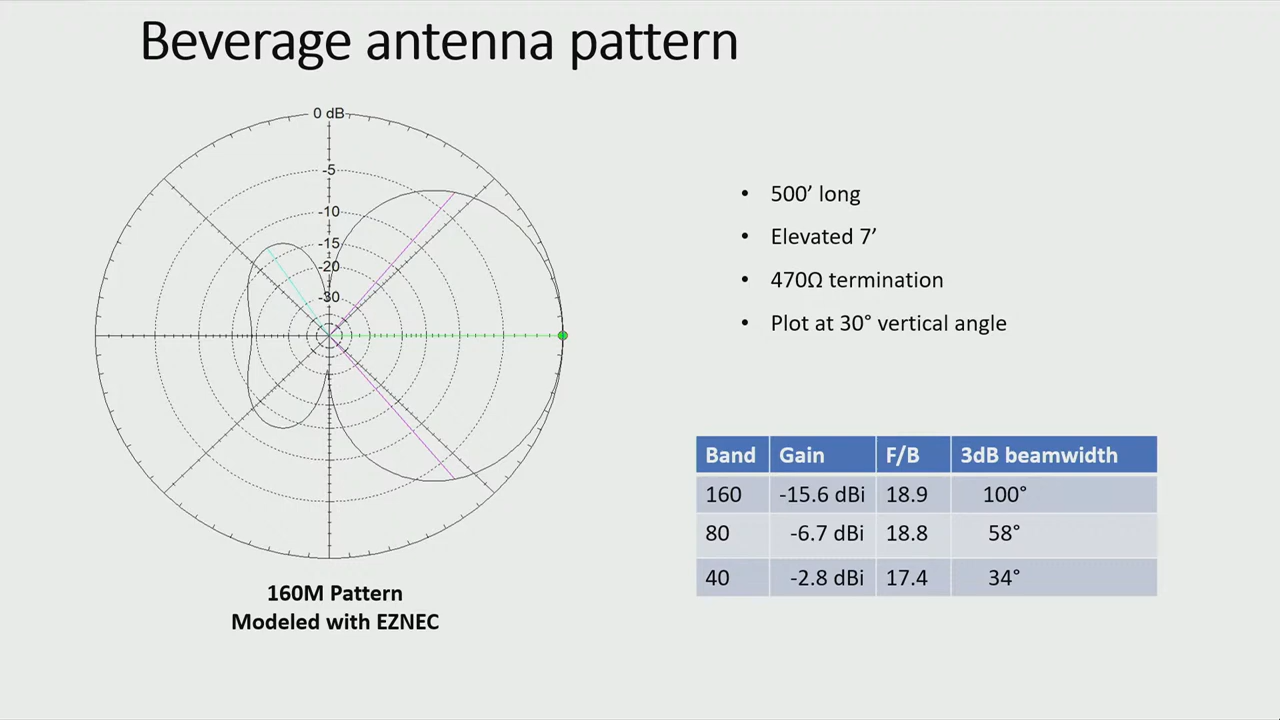 Beverage antenna pattern
0 dB
-5
-10
-15
-20
-30
160M Pattern
Modeled with EZNEC
• 500’ long
• Elevated 7’
• 470Ω termination
• Plot at 30° vertical angle
Band Gain F/B 3dB beamwidth
160 -15.6 dBi 18.9 100°
80 -6.7 dBi 18.8 58°
40 -2.8 dBi 17.4 34°